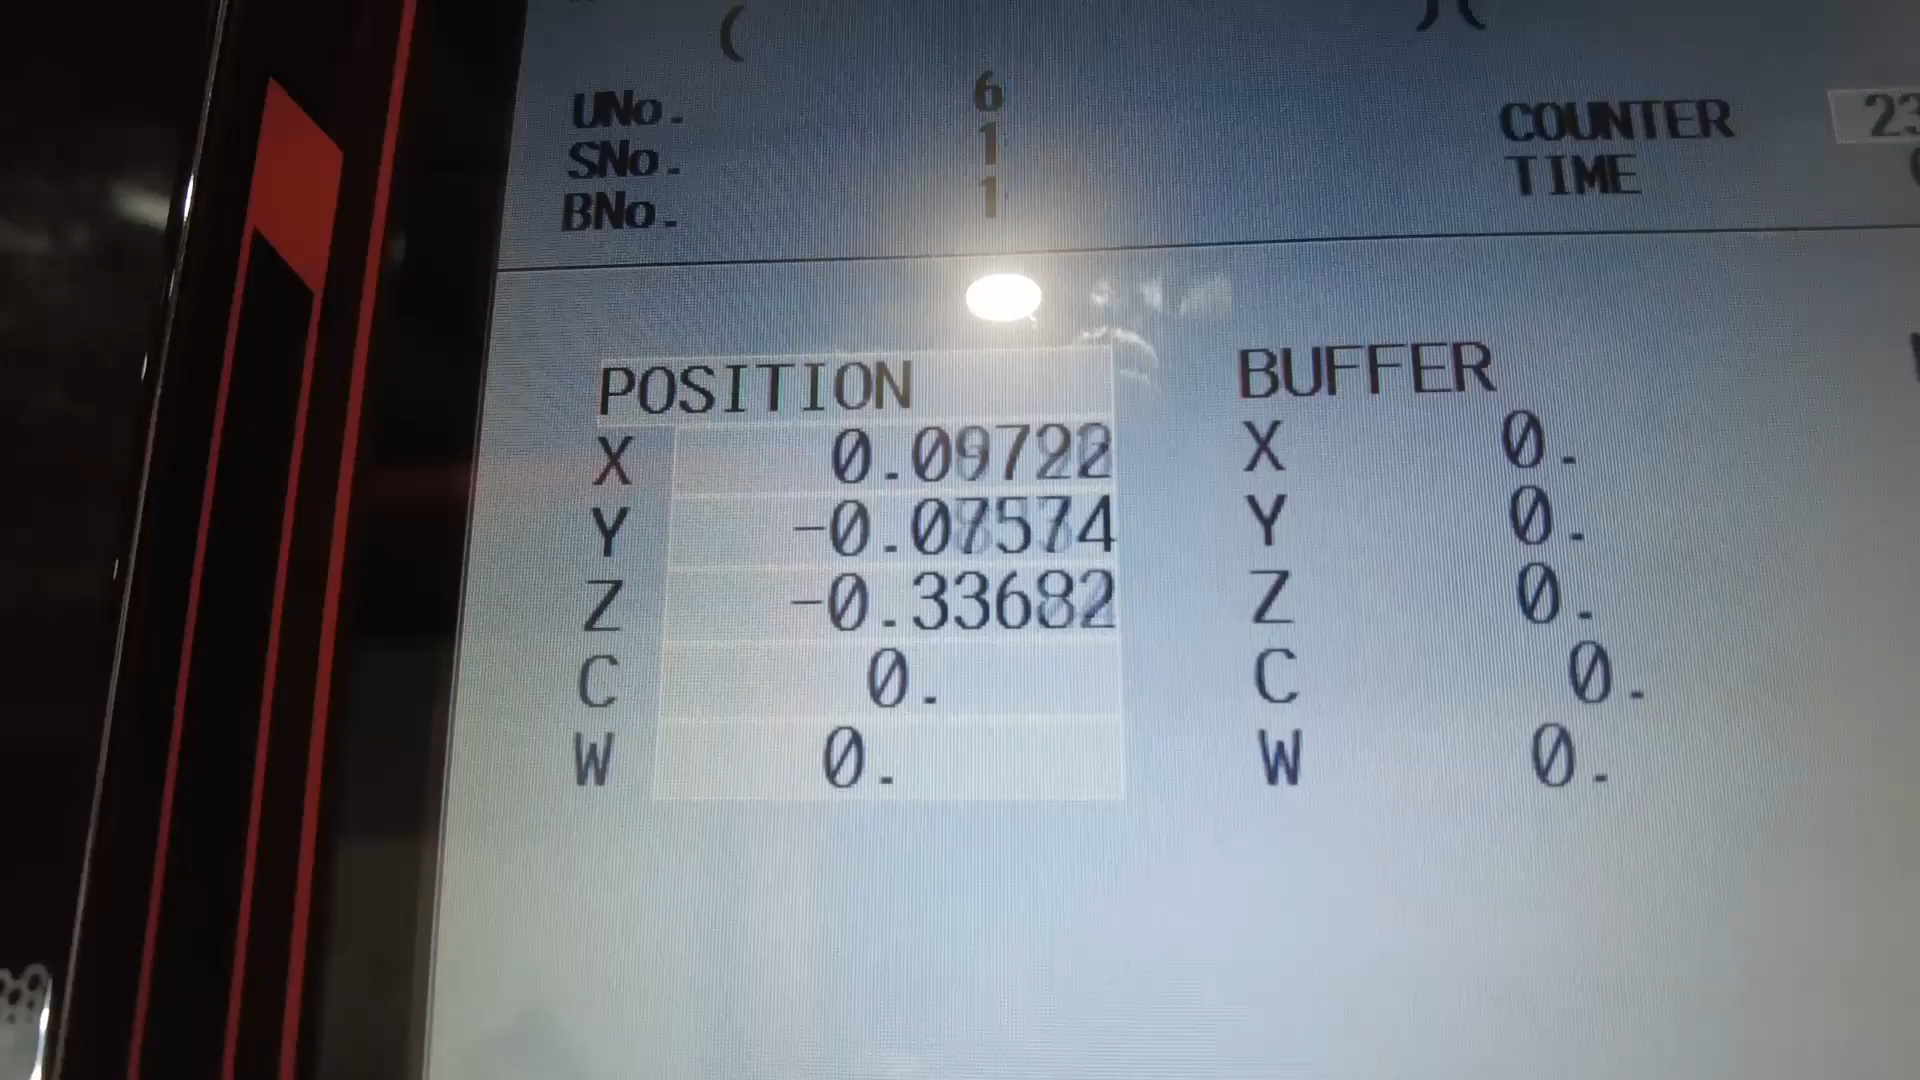 UNo. 6
SNo. 1
BNo. 1
COUNTER 23
TIME
POSITION
X 0.09722
Y -0.07574
Z -0.33682
C 0.
W 0.
BUFFER
X 0.
Y 0.
Z 0.
C 0.
W 0.